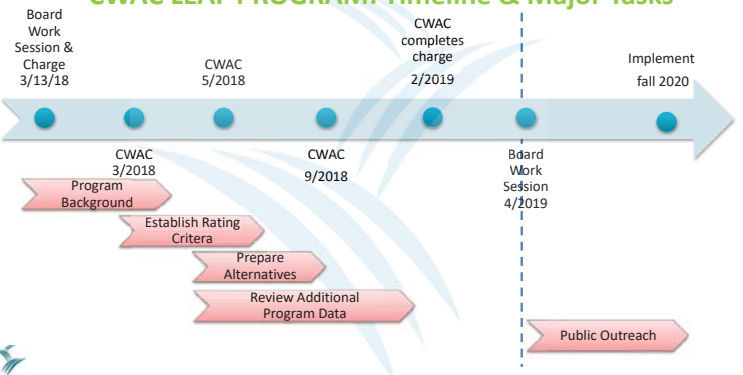 CWAC LEAP PROGRAM: Timeline & Major Tasks
Board
Work
Session &
Charge
3/13/18
CWAC
5/2018
CWAC
completes
charge
2/2019
Implement
fall 2020
CWAC
3/2018
CWAC
9/2018
Board
Work
Session
4/2019
Program
Background
Establish Rating
Critera
Prepare
Alternatives
Review Additional
Program Data
Public Outreach